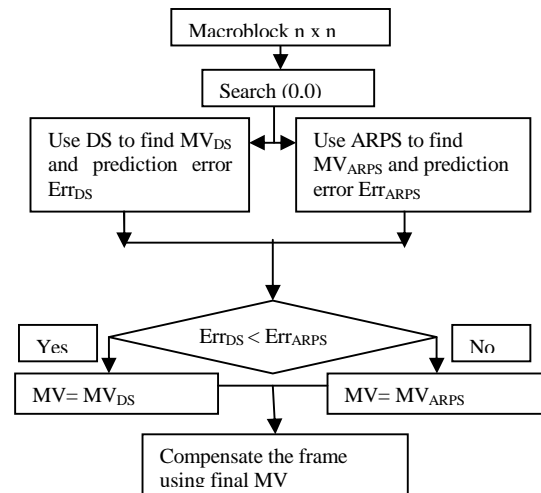 Macroblock n x n
Search (0.0)
Use DS to find MV_DS
and prediction error
Err_DS
Use ARPS to find
MV_ARPS and prediction
error Err_ARPS
Err_DS < Err_ARPS
Yes
No
MV= MV_DS
MV= MV_ARPS
Compensate the frame
using final MV